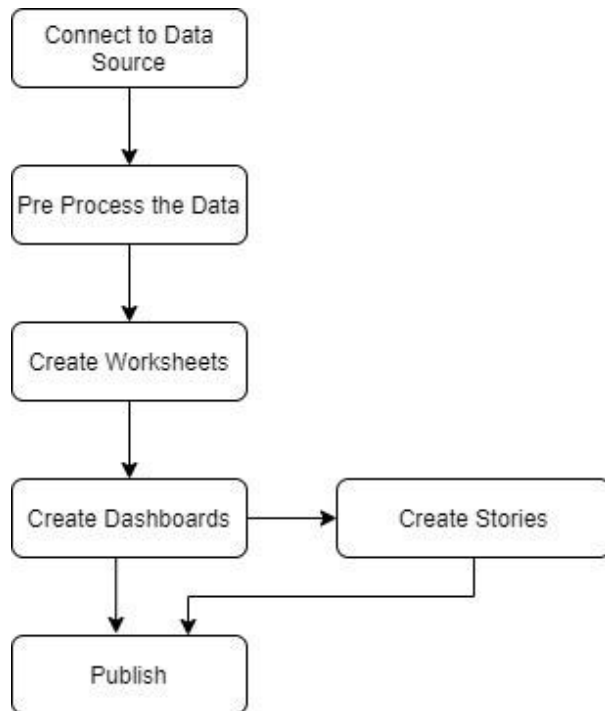 Connect to Data
Source
Pre Process the Data
Create Worksheets
Create Dashboards
Create Stories
Publish